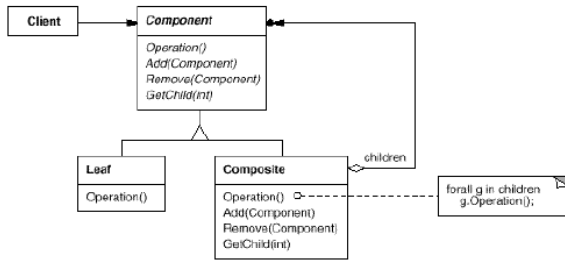 Client
Component
Operation()
Add(Component)
Remove(Component)
GetChild(int)
children
Leaf
Operation()
Composite
Operation()
Add(Component)
Remove(Component)
GetChild(int)
forall g in children
g.Operation();